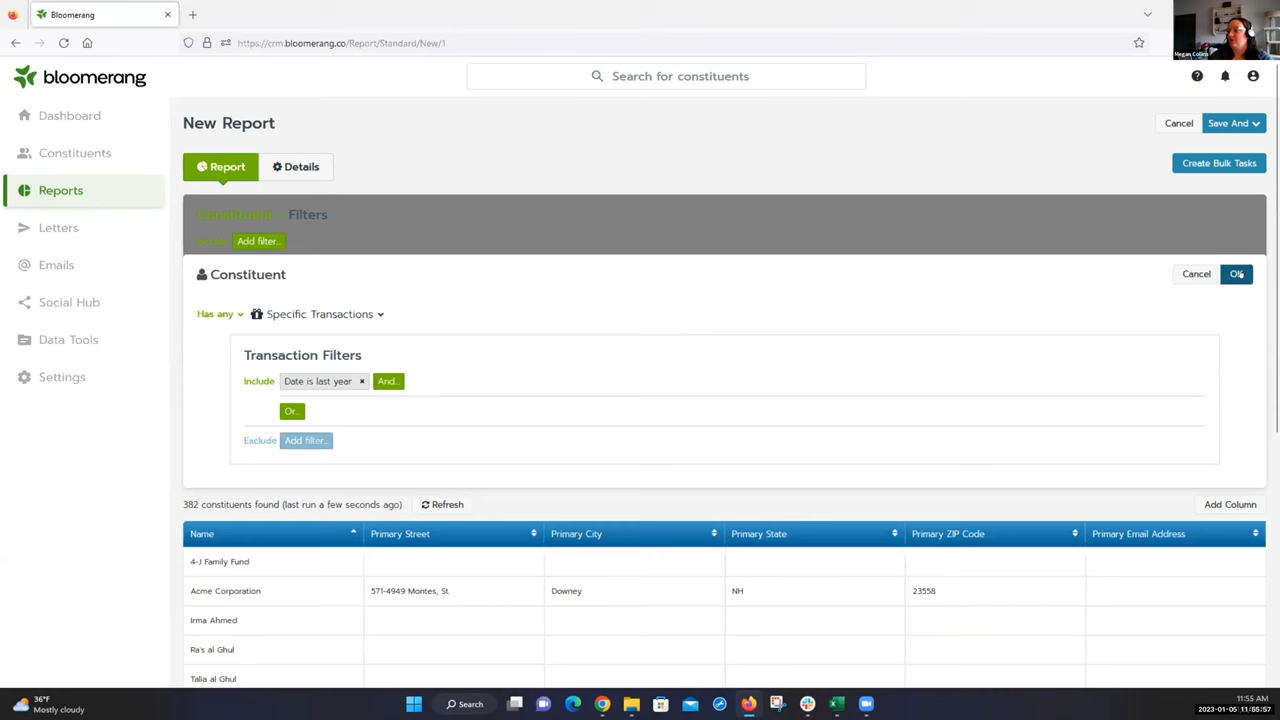 Bloomerang
https://crm.bloomerang.co/Report/Standard/New/1
Megan Collins
bloomerang
Search for constituents
Dashboard
Constituents
Reports
Letters
Emails
Social Hub
Data Tools
Settings
New Report
Cancel Save And
Report Details
Create Bulk Tasks
Constituent Filters
Add filter...
Constituent
Cancel OK
Has any Specific Transactions
Transaction Filters
Include Date is last year × And...
Or...
Exclude Add filter...
382 constituents found (last run a few seconds ago) Refresh Add Column
Name Primary Street Primary City Primary State Primary ZIP Code Primary Email Address
4-J Family Fund
Acme Corporation 571-4949 Montes, St. Downey NH 23558
Irma Ahmed
Ra's al Ghul
Talia al Ghul
36°F
Mostly cloudy
Search
11:55 AM
2023-01-05 11:55:57